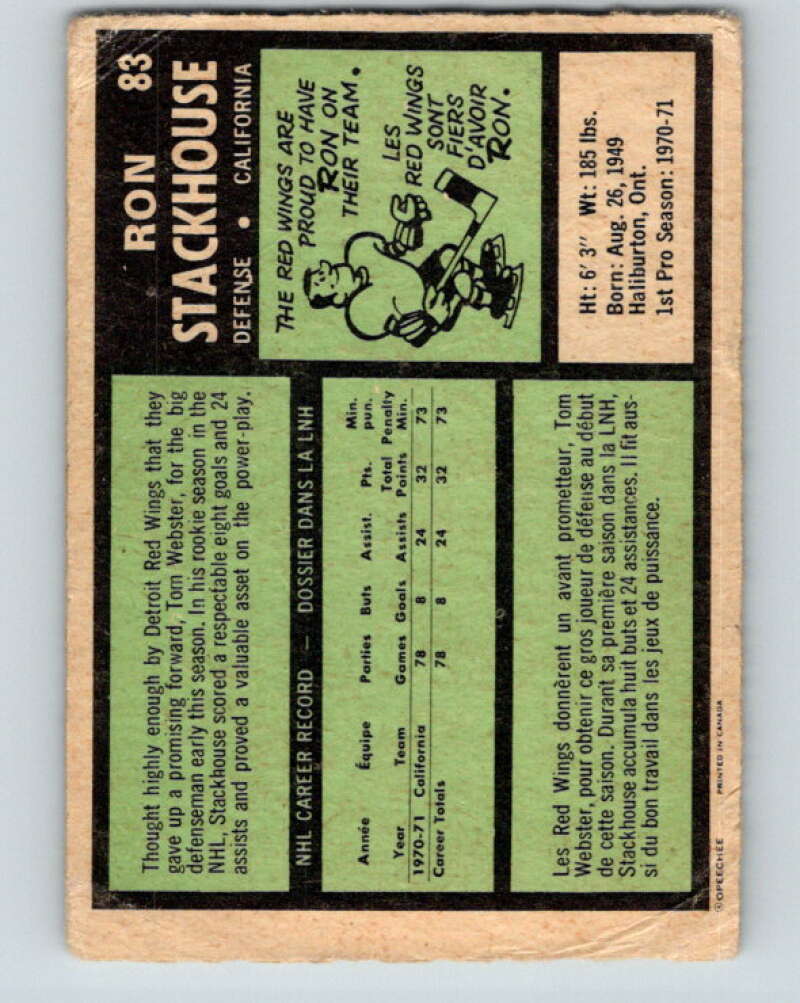 RON 83
STACKHOUSE
DEFENSE • CALIFORNIA
Thought highly enough by Detroit Red Wings that they
gave up a promising forward, Tom Webster, for the big
defenseman early this season. In his rookie season in the
NHL, Stackhouse scored a respectable eight goals and 24
assists and proved a valuable asset on the power-play.
THE RED WINGS ARE
PROUD TO HAVE
RON ON
THEIR TEAM.
LES
RED WINGS
SONT
FIERS
D'AVOIR
RON.
NHL CAREER RECORD — DOSSIER DANS LA LNH
Min.
Année Équipe Parties Buts Assist. Pts. pun.
Total Penalty
Year Team Games Goals Assists Points Min.
1970-71 California 78 8 24 32 73
Career Totals 78 8 24 32 73
Les Red Wings donnèrent un avant prometteur, Tom
Webster, pour obtenir ce gros joueur de défense au début
de cette saison. Durant sa première saison dans la LNH,
Stackhouse accumula huit buts et 24 assistances. Il fit aus-
si du bon travail dans les jeux de puissánce.
Ht: 6' 3" Wt: 185 lbs.
Born: Aug. 26, 1949
Haliburton, Ont.
1st Pro Season: 1970-71
© OPEECHÉE PRINTED IN CANADA